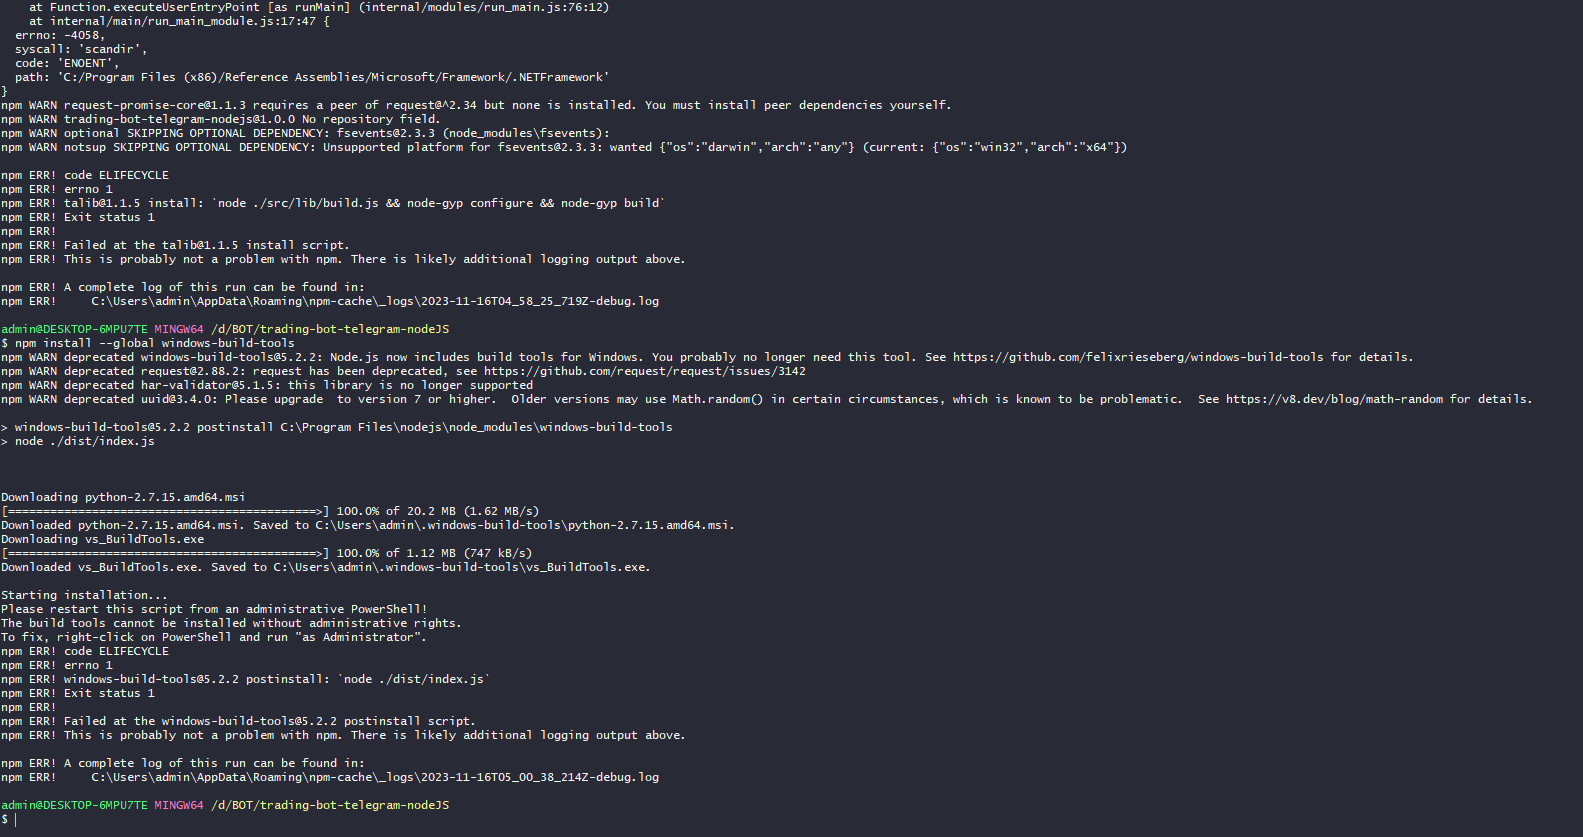 at Function.executeUserEntryPoint [as runMain] (internal/modules/run_main.js:76:12)
at internal/main/run_main_module.js:17:47 {
errno: -4058,
syscall: 'scandir',
code: 'ENOENT',
path: 'C:/Program Files (x86)/Reference Assemblies/Microsoft/Framework/.NETFramework'
}
npm WARN request-promise-core@1.1.3 requires a peer of request@^2.34 but none is installed. You must install peer dependencies yourself.
npm WARN trading-bot-telegram-nodejs@1.0.0 No repository field.
npm WARN optional SKIPPING OPTIONAL DEPENDENCY: fsevents@2.3.3 (node_modules\fsevents):
npm WARN notsup SKIPPING OPTIONAL DEPENDENCY: Unsupported platform for fsevents@2.3.3: wanted {"os":"darwin","arch":"any"} (current: {"os":"win32","arch":"x64"})
npm ERR! code ELIFECYCLE
npm ERR! errno 1
npm ERR! talib@1.1.5 install: `node ./src/lib/build.js && node-gyp configure && node-gyp build`
npm ERR! Exit status 1
npm ERR!
npm ERR! Failed at the talib@1.1.5 install script.
npm ERR! This is probably not a problem with npm. There is likely additional logging output above.
npm ERR! A complete log of this run can be found in:
npm ERR!     C:\Users\admin\AppData\Roaming\npm-cache\_logs\2023-11-16T04_58_25_719Z-debug.log
admin@DESKTOP-6MPU7TE MINGW64 /d/BOT/trading-bot-telegram-nodeJS
$ npm install --global windows-build-tools
npm WARN deprecated windows-build-tools@5.2.2: Node.js now includes build tools for Windows. You probably no longer need this tool. See https://github.com/felixrieseberg/windows-build-tools for details.
npm WARN deprecated request@2.88.2: request has been deprecated, see https://github.com/request/request/issues/3142
npm WARN deprecated har-validator@5.1.5: this library is no longer supported
npm WARN deprecated uuid@3.4.0: Please upgrade  to version 7 or higher.  Older versions may use Math.random() in certain circumstances, which is known to be problematic.  See https://v8.dev/blog/math-random for details.
> windows-build-tools@5.2.2 postinstall C:\Program Files\nodejs\node_modules\windows-build-tools
> node ./dist/index.js
Downloading python-2.7.15.amd64.msi
[============================================>] 100.0% of 20.2 MB (1.62 MB/s)
Downloaded python-2.7.15.amd64.msi. Saved to C:\Users\admin\.windows-build-tools\python-2.7.15.amd64.msi.
Downloading vs_BuildTools.exe
[============================================>] 100.0% of 1.12 MB (747 kB/s)
Downloaded vs_BuildTools.exe. Saved to C:\Users\admin\.windows-build-tools\vs_BuildTools.exe.
Starting installation...
Please restart this script from an administrative PowerShell!
The build tools cannot be installed without administrative rights.
To fix, right-click on PowerShell and run "as Administrator".
npm ERR! code ELIFECYCLE
npm ERR! errno 1
npm ERR! windows-build-tools@5.2.2 postinstall: `node ./dist/index.js`
npm ERR! Exit status 1
npm ERR!
npm ERR! Failed at the windows-build-tools@5.2.2 postinstall script.
npm ERR! This is probably not a problem with npm. There is likely additional logging output above.
npm ERR! A complete log of this run can be found in:
npm ERR!     C:\Users\admin\AppData\Roaming\npm-cache\_logs\2023-11-16T05_00_38_214Z-debug.log
admin@DESKTOP-6MPU7TE MINGW64 /d/BOT/trading-bot-telegram-nodeJS
$